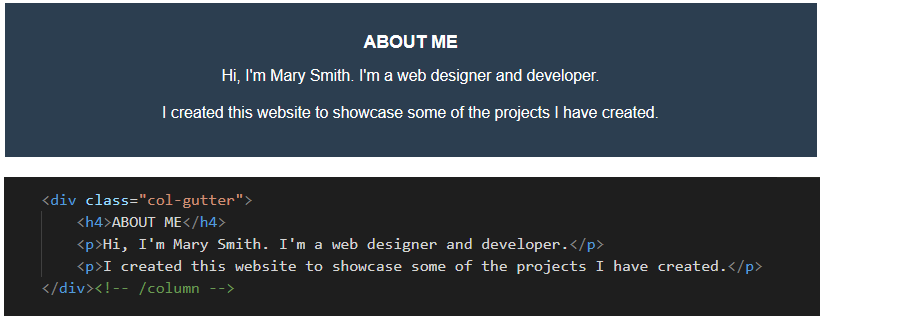 ABOUT ME
Hi, I'm Mary Smith. I'm a web designer and developer.
I created this website to showcase some of the projects I have created.
<div class="col-gutter">
<h4>ABOUT ME</h4>
<p>Hi, I'm Mary Smith. I'm a web designer and developer.</p>
<p>I created this website to showcase some of the projects I have created.</p>
</div><!-- /column -->